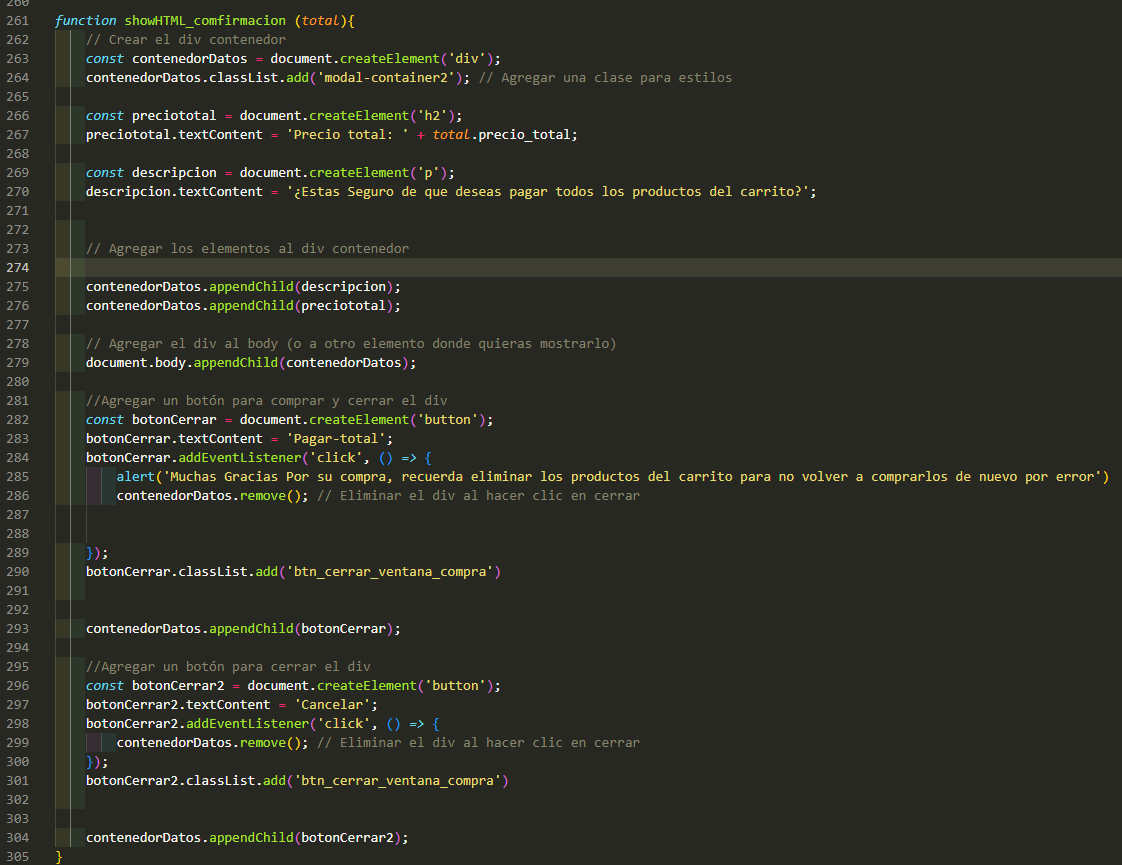 260
261 function showHTML_comfirmacion (total){
262 // Crear el div contenedor
263 const contenedorDatos = document.createElement('div');
264 contenedorDatos.classList.add('modal-container2'); // Agregar una clase para estilos
265
266 const preciototal = document.createElement('h2');
267 preciototal.textContent = 'Precio total: ' + total.precio_total;
268
269 const descripcion = document.createElement('p');
270 descripcion.textContent = '¿Estas Seguro de que deseas pagar todos los productos del carrito?';
271
272
273 // Agregar los elementos al div contenedor
274
275 contenedorDatos.appendChild(descripcion);
276 contenedorDatos.appendChild(preciototal);
277
278 // Agregar el div al body (o a otro elemento donde quieras mostrarlo)
279 document.body.appendChild(contenedorDatos);
280
281 //Agregar un botón para comprar y cerrar el div
282 const botonCerrar = document.createElement('button');
283 botonCerrar.textContent = 'Pagar-total';
284 botonCerrar.addEventListener('click', () => {
285 alert('Muchas Gracias Por su compra, recuerda eliminar los productos del carrito para no volver a comprarlos de nuevo por error')
286 contenedorDatos.remove(); // Eliminar el div al hacer clic en cerrar
287
288
289 });
290 botonCerrar.classList.add('btn_cerrar_ventana_compra')
291
292
293 contenedorDatos.appendChild(botonCerrar);
294
295 //Agregar un botón para cerrar el div
296 const botonCerrar2 = document.createElement('button');
297 botonCerrar2.textContent = 'Cancelar';
298 botonCerrar2.addEventListener('click', () => {
299 contenedorDatos.remove(); // Eliminar el div al hacer clic en cerrar
300 });
301 botonCerrar2.classList.add('btn_cerrar_ventana_compra')
302
303
304 contenedorDatos.appendChild(botonCerrar2);
305 }